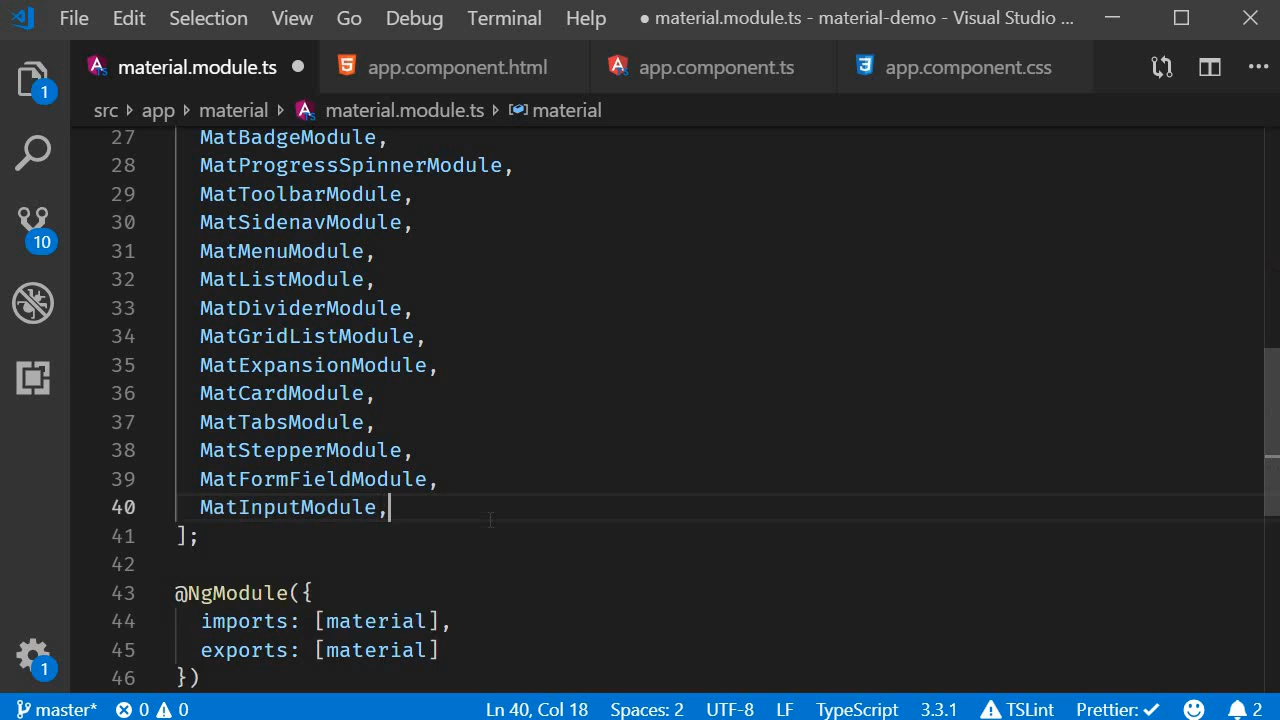 File Edit Selection View Go Debug Terminal Help ● material.module.ts - material-demo - Visual Studio ...
material.module.ts app.component.html app.component.ts app.component.css
src > app > material > material.module.ts > material
27 MatBadgeModule,
28 MatProgressSpinnerModule,
29 MatToolbarModule,
30 MatSidenavModule,
31 MatMenuModule,
32 MatListModule,
33 MatDividerModule,
34 MatGridListModule,
35 MatExpansionModule,
36 MatCardModule,
37 MatTabsModule,
38 MatStepperModule,
39 MatFormFieldModule,
40 MatInputModule,
41 ];
42
43 @NgModule({
44 imports: [material],
45 exports: [material]
46 })
1
10
1
master* 0 0 Ln 40, Col 18 Spaces: 2 UTF-8 LF TypeScript 3.3.1 TSLint Prettier: ✓ 2